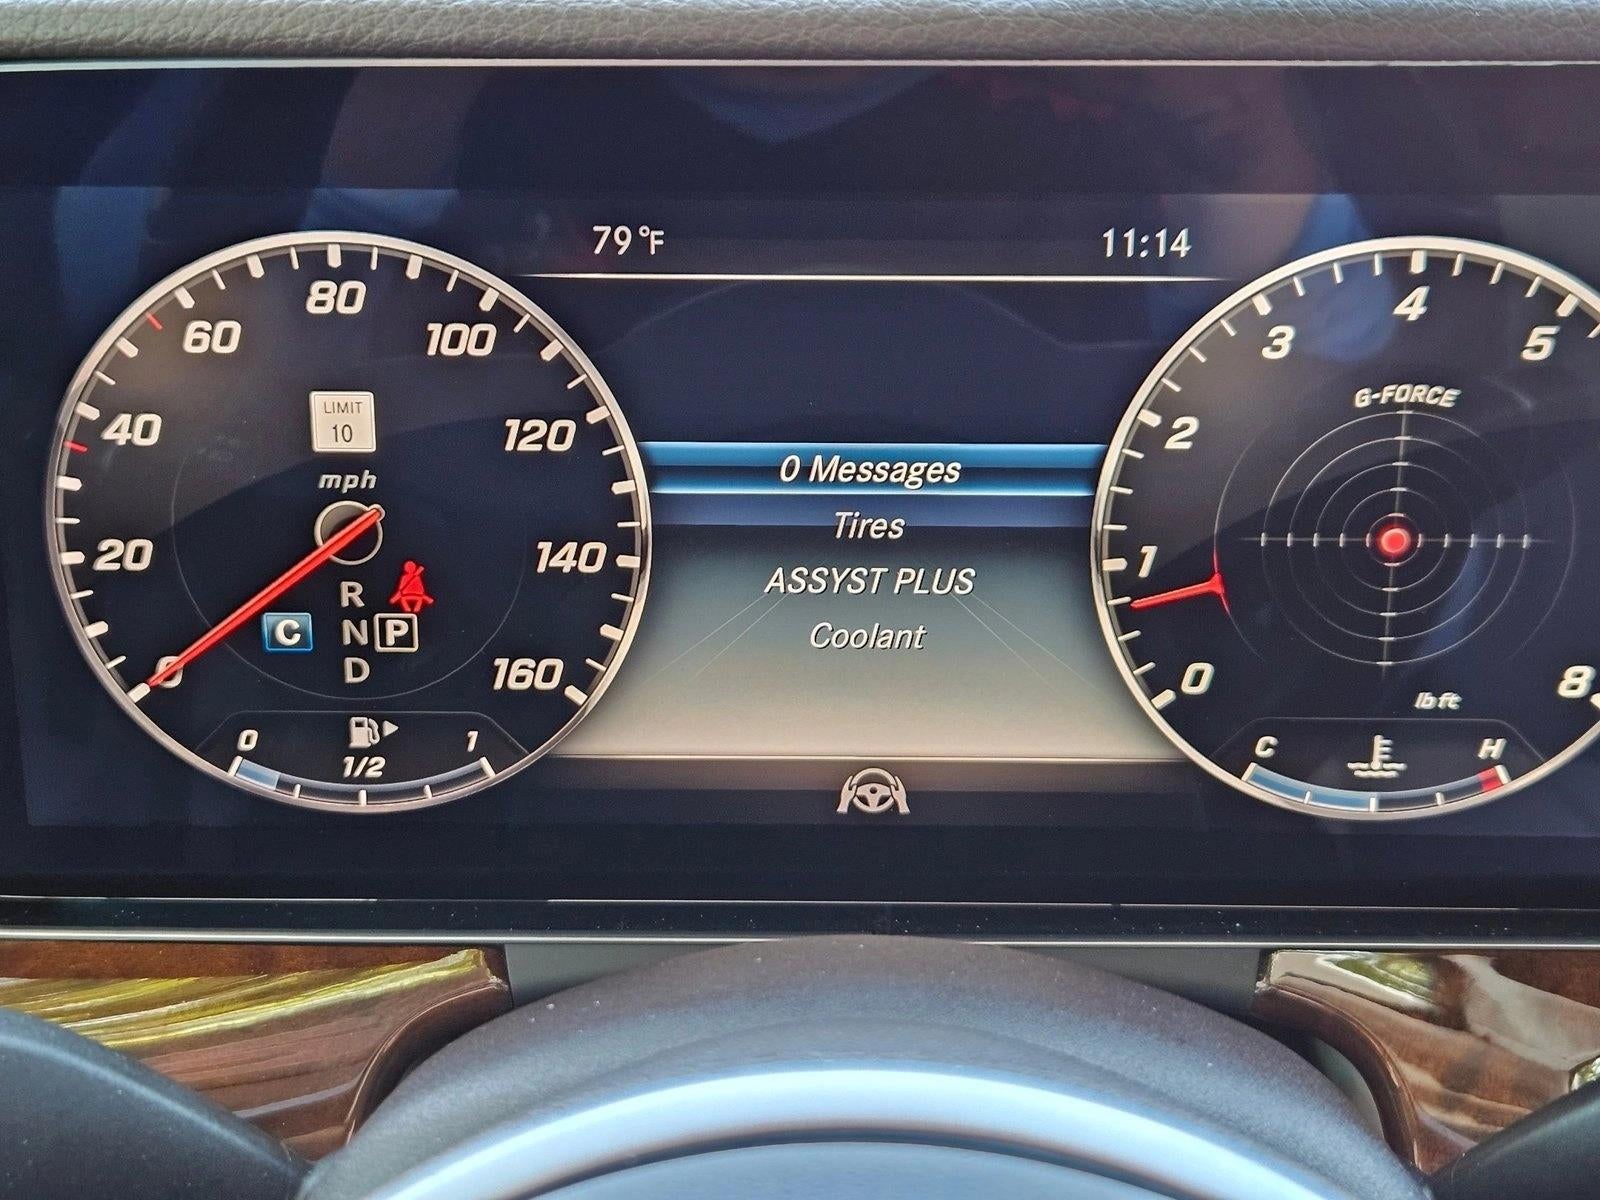 79°F
11:14
80
60
100
40
120
20
140
0
160
LIMIT
10
mph
R
C
N
P
D
0
1
1/2
0 Messages
Tires
ASSYST PLUS
Coolant
4
3
5
2
1
0
8
G-FORCE
lb ft
C
H